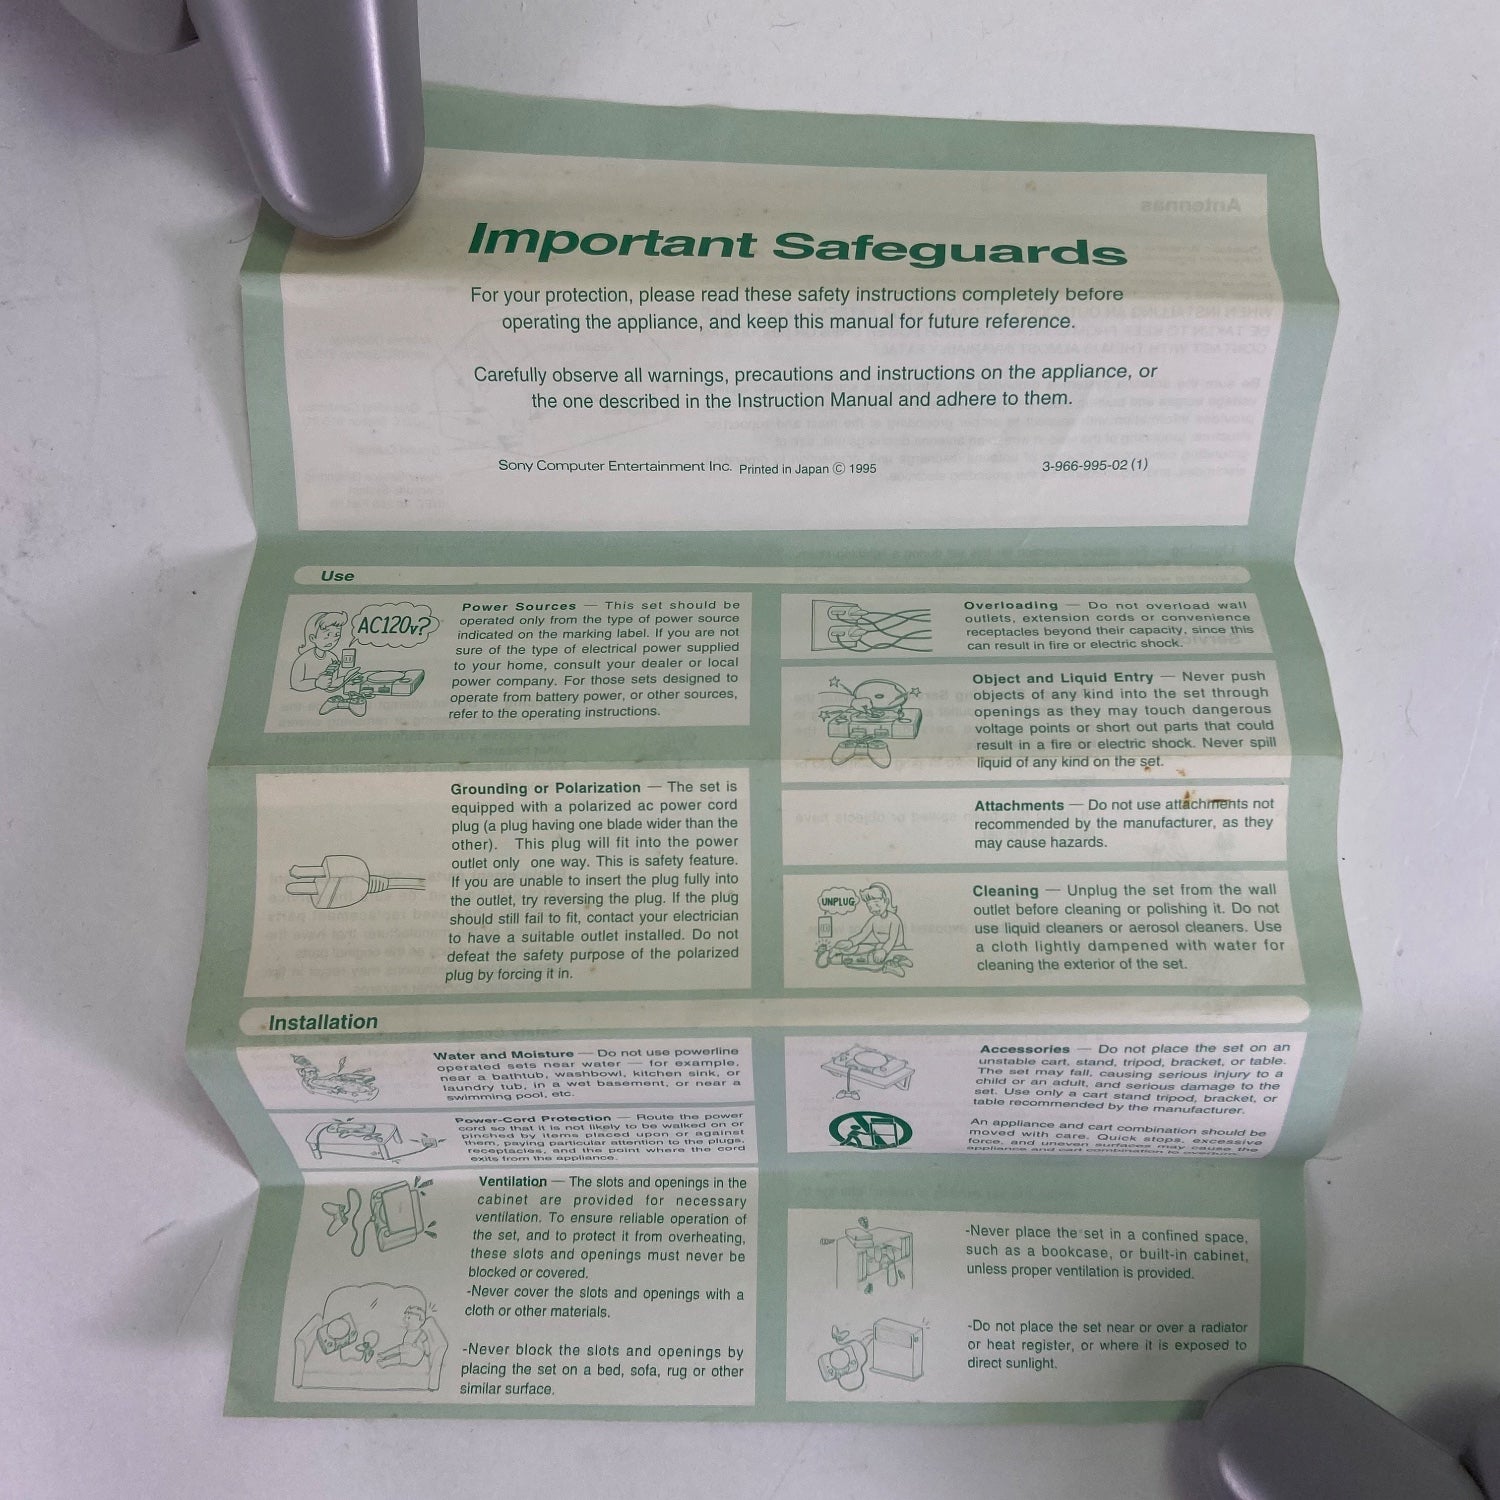 Important Safeguards
For your protection, please read these safety instructions completely before
operating the appliance, and keep this manual for future reference.
Carefully observe all warnings, precautions and instructions on the appliance, or
the one described in the Instruction Manual and adhere to them.
Sony Computer Entertainment Inc. Printed in Japan © 1995 3-966-995-02 (1)
Use
AC120v?
Power Sources — This set should be
operated only from the type of power source
indicated on the marking label. If you are not
sure of the type of electrical power supplied
to your home, consult your dealer or local
power company. For those sets designed to
operate from battery power, or other sources,
refer to the operating instructions.
Grounding or Polarization — The set is
equipped with a polarized ac power cord
plug (a plug having one blade wider than the
other). This plug will fit into the power
outlet only one way. This is safety feature.
If you are unable to insert the plug fully into
the outlet, try reversing the plug. If the plug
should still fail to fit, contact your electrician
to have a suitable outlet installed. Do not
defeat the safety purpose of the polarized
plug by forcing it in.
Overloading — Do not overload wall
outlets, extension cords or convenience
receptacles beyond their capacity, since this
can result in fire or electric shock.
Object and Liquid Entry — Never push
objects of any kind into the set through
openings as they may touch dangerous
voltage points or short out parts that could
result in a fire or electric shock. Never spill
liquid of any kind on the set.
Attachments — Do not use attachments not
recommended by the manufacturer, as they
may cause hazards.
UNPLUG
Cleaning — Unplug the set from the wall
outlet before cleaning or polishing it. Do not
use liquid cleaners or aerosol cleaners. Use
a cloth lightly dampened with water for
cleaning the exterior of the set.
Installation
Water and Moisture — Do not use powerline
operated sets near water — for example,
near a bathtub, washbowl, kitchen sink, or
laundry tub, in a wet basement, or near a
swimming pool, etc.
Power-Cord Protection — Route the power
cord so that it is not likely to be walked on or
pinched by items placed upon or against
them, paying particular attention to the plugs,
receptacles, and the point where the cord
exits from the appliance.
Ventilation — The slots and openings in the
cabinet are provided for necessary
ventilation. To ensure reliable operation of
the set, and to protect it from overheating,
these slots and openings must never be
blocked or covered.
-Never cover the slots and openings with a
cloth or other materials.
-Never block the slots and openings by
placing the set on a bed, sofa, rug or other
similar surface.
Accessories — Do not place the set on an
unstable cart, stand, tripod, bracket, or table.
The set may fall, causing serious injury to a
child or an adult, and serious damage to the
set. Use only a cart stand tripod, bracket, or
table recommended by the manufacturer.
An appliance and cart combination should be
moved with care. Quick stops, excessive
force, and uneven surfaces may cause the
appliance and cart combination to overturn.
-Never place the set in a confined space,
such as a bookcase, or built-in cabinet,
unless proper ventilation is provided.
-Do not place the set near or over a radiator
or heat register, or where it is exposed to
direct sunlight.